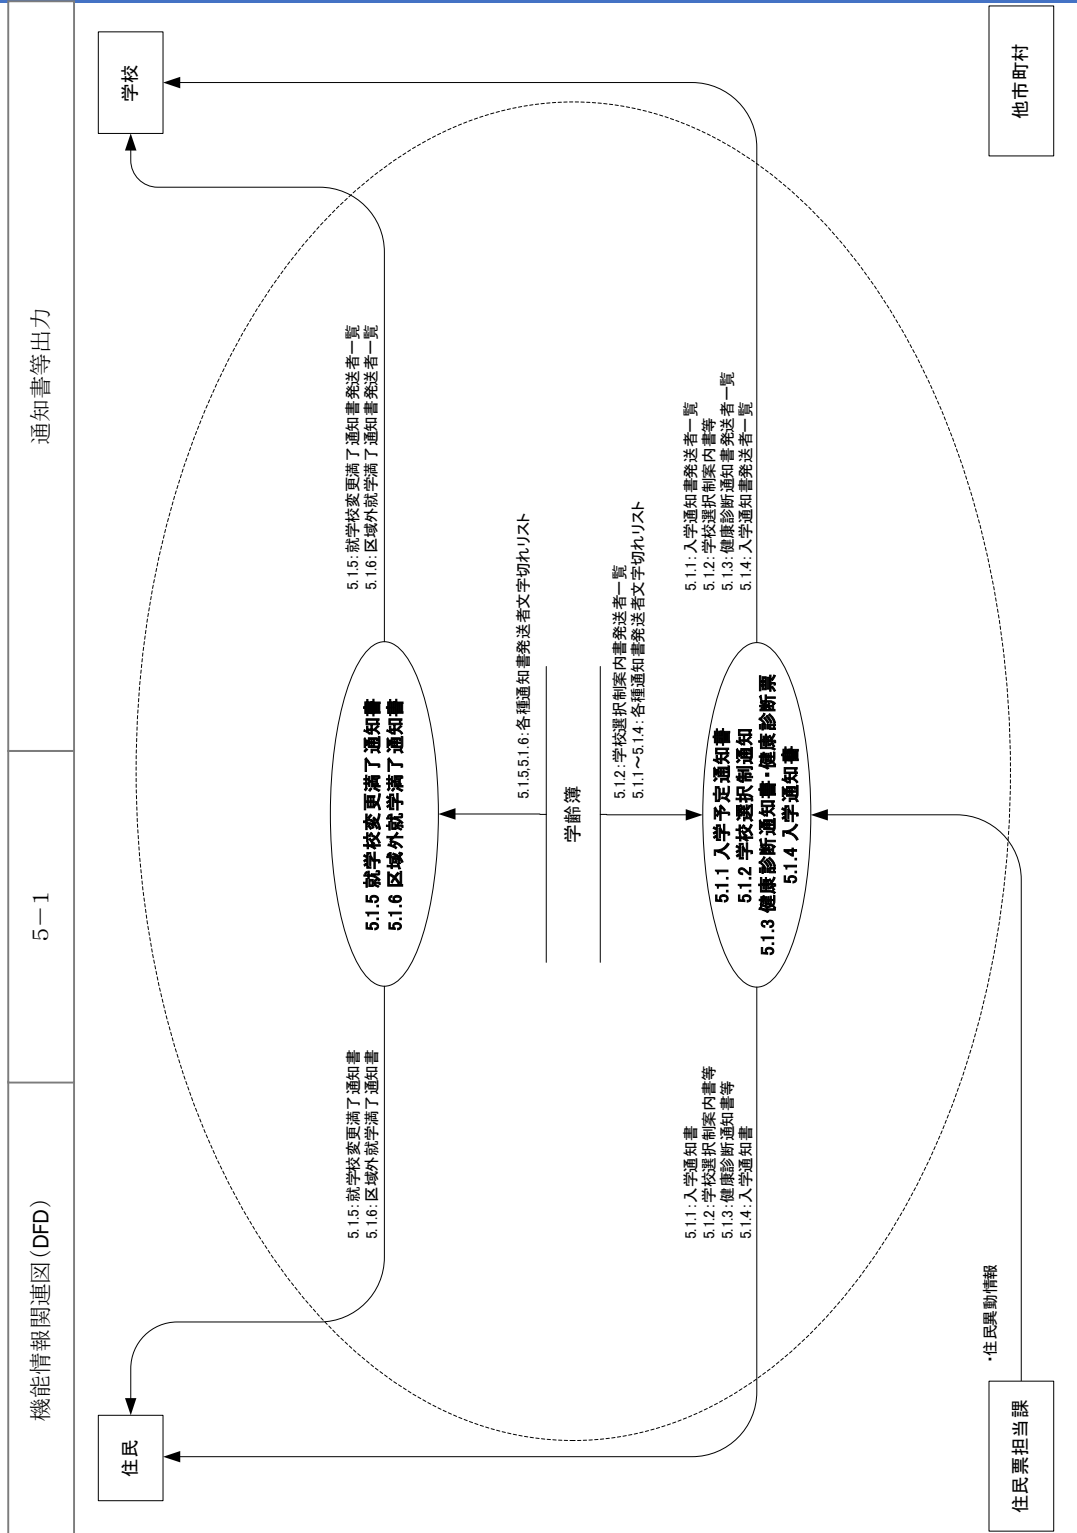 機能情報関連図(DFD)
5－1
通知書等出力
住民
学校
5.1.5:就学校変更満了通知書
5.1.6:区域外就学満了通知書
5.1.5 就学校変更満了通知書
5.1.6 区域外就学満了通知書
5.1.5:就学校変更満了通知書発送者一覧
5.1.6:区域外就学満了通知書発送者一覧
5.1.5,5.1.6:各種通知書発送者文字切れリスト
学齢簿
5.1.2:学校選択制案内書発送者一覧
5.1.1～5.1.4:各種通知書発送者文字切れリスト
5.1.1:入学通知書
5.1.2:学校選択制案内書等
5.1.3:健康診断通知書等
5.1.4:入学通知書
5.1.1 入学予定通知書
5.1.2 学校選択制通知
5.1.3 健康診断通知書・健康診断票
5.1.4 入学通知書
5.1.1:入学通知書発送者一覧
5.1.2:学校選択制案内書等
5.1.3:健康診断通知書発送者一覧
5.1.4:入学通知書発送者一覧
・住民異動情報
住民票担当課
他市町村